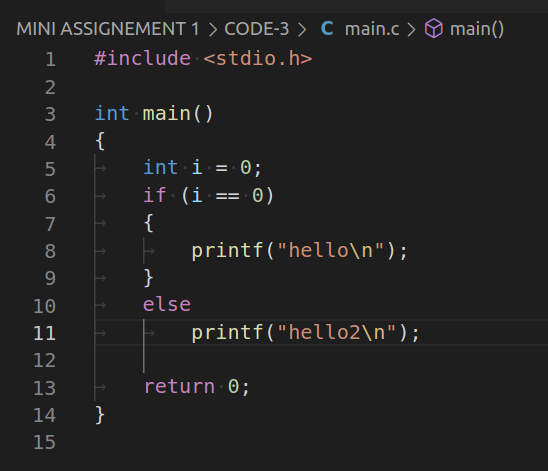 MINI ASSIGNEMENT 1 > CODE-3 > C main.c > main()
1 #include <stdio.h>
2
3 int main()
4 {
5 int i = 0;
6 if (i == 0)
7 {
8 printf("hello\n");
9 }
10 else
11 printf("hello2\n");
12
13 return 0;
14 }
15